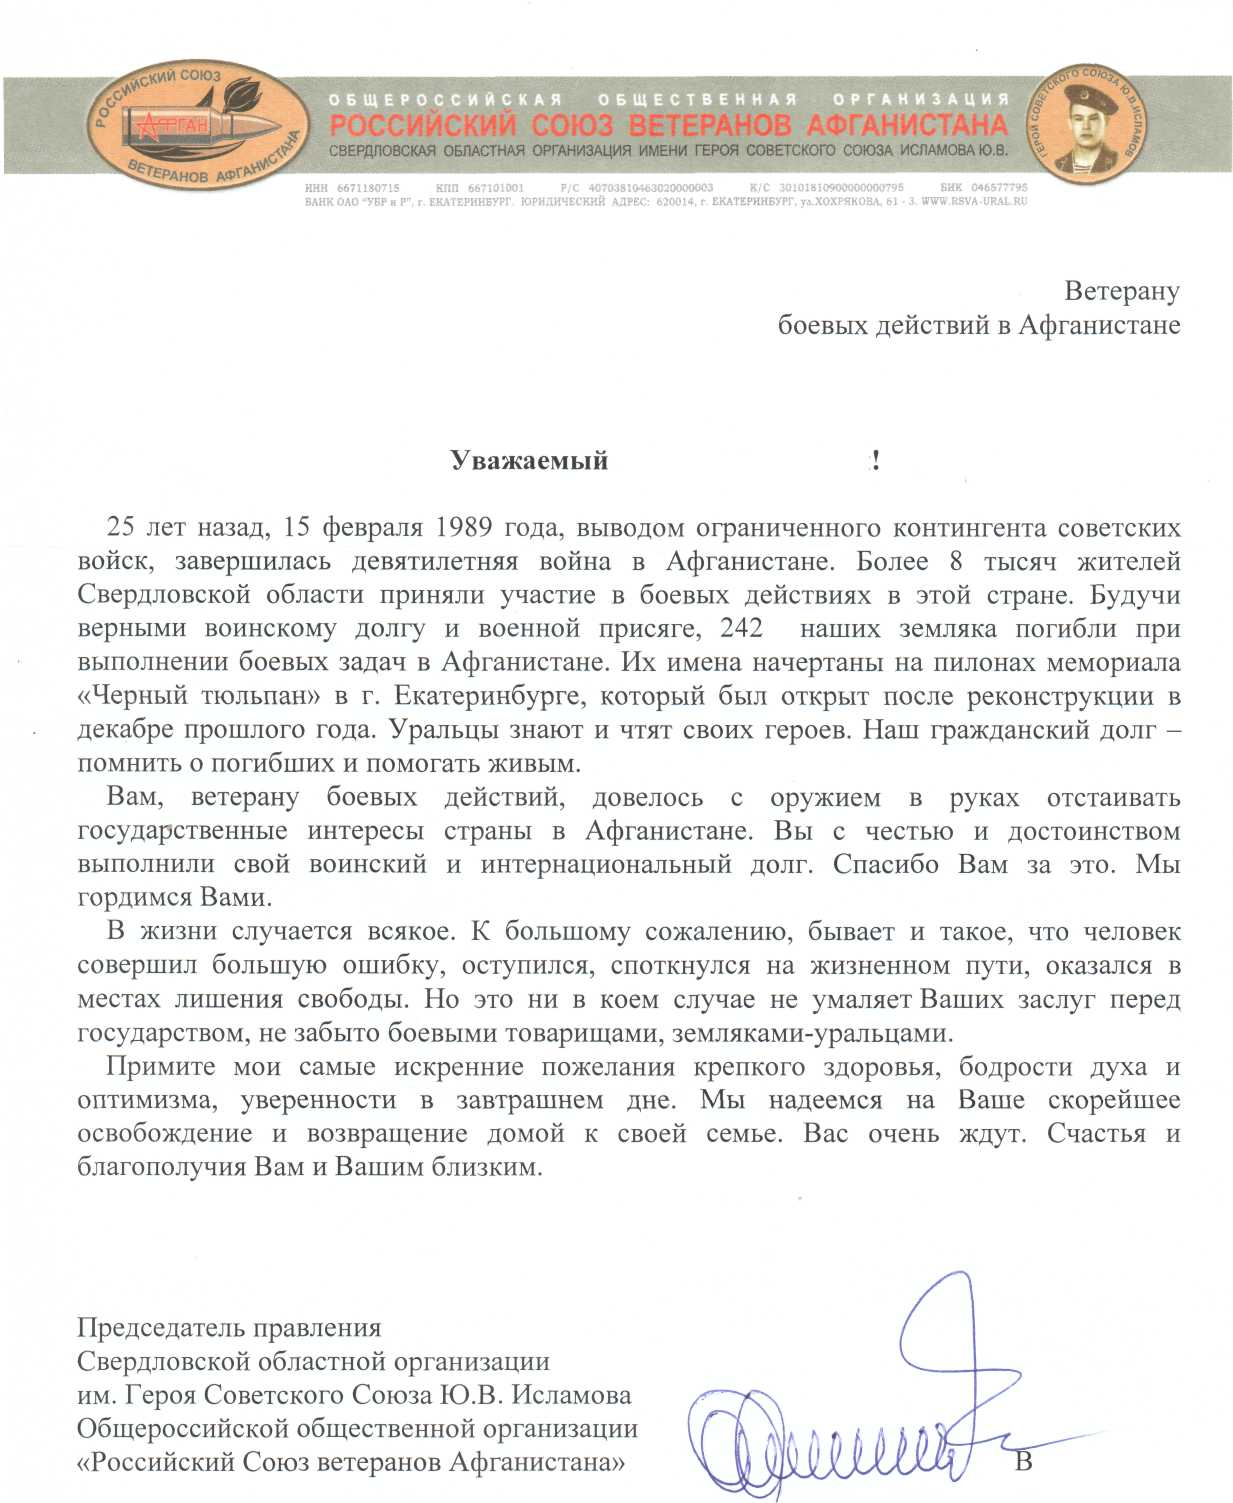 РОССИЙСКИЙ СОЮЗ
АФГАН
ВЕТЕРАНОВ АФГАНИСТАНА
ОБЩЕРОССИЙСКАЯ ОБЩЕСТВЕННАЯ ОРГАНИЗАЦИЯ
РОССИЙСКИЙ СОЮЗ ВЕТЕРАНОВ АФГАНИСТАНА
СВЕРДЛОВСКАЯ ОБЛАСТНАЯ ОРГАНИЗАЦИЯ ИМЕНИ ГЕРОЯ СОВЕТСКОГО СОЮЗА ИСЛАМОВА Ю.В.
ГЕРОЙ СОВЕТСКОГО СОЮЗА Ю.В.ИСЛАМОВ
ИНН 6671180715 КПП 667101001 Р/С 40703810463020000003 К/С 30101810900000000795 БИК 046577795
БАНК ОАО "УБР и Р", г. ЕКАТЕРИНБУРГ. ЮРИДИЧЕСКИЙ АДРЕС: 620014, г. ЕКАТЕРИНБУРГ, ул.ХОХРЯКОВА, 61 - 3. WWW.RSVA-URAL.RU
Ветерану
боевых действий в Афганистане
Уважаемый !
25 лет назад, 15 февраля 1989 года, выводом ограниченного контингента советских
войск, завершилась девятилетняя война в Афганистане. Более 8 тысяч жителей
Свердловской области приняли участие в боевых действиях в этой стране. Будучи
верными воинскому долгу и военной присяге, 242 наших земляка погибли при
выполнении боевых задач в Афганистане. Их имена начертаны на пилонах мемориала
«Черный тюльпан» в г. Екатеринбурге, который был открыт после реконструкции в
декабре прошлого года. Уральцы знают и чтят своих героев. Наш гражданский долг –
помнить о погибших и помогать живым.
Вам, ветерану боевых действий, довелось с оружием в руках отстаивать
государственные интересы страны в Афганистане. Вы с честью и достоинством
выполнили свой воинский и интернациональный долг. Спасибо Вам за это. Мы
гордимся Вами.
В жизни случается всякое. К большому сожалению, бывает и такое, что человек
совершил большую ошибку, оступился, споткнулся на жизненном пути, оказался в
местах лишения свободы. Но это ни в коем случае не умаляет Ваших заслуг перед
государством, не забыто боевыми товарищами, земляками-уральцами.
Примите мои самые искренние пожелания крепкого здоровья, бодрости духа и
оптимизма, уверенности в завтрашнем дне. Мы надеемся на Ваше скорейшее
освобождение и возвращение домой к своей семье. Вас очень ждут. Счастья и
благополучия Вам и Вашим близким.
Председатель правления
Свердловской областной организации
им. Героя Советского Союза Ю.В. Исламова
Общероссийской общественной организации
«Российский Союз ветеранов Афганистана» В